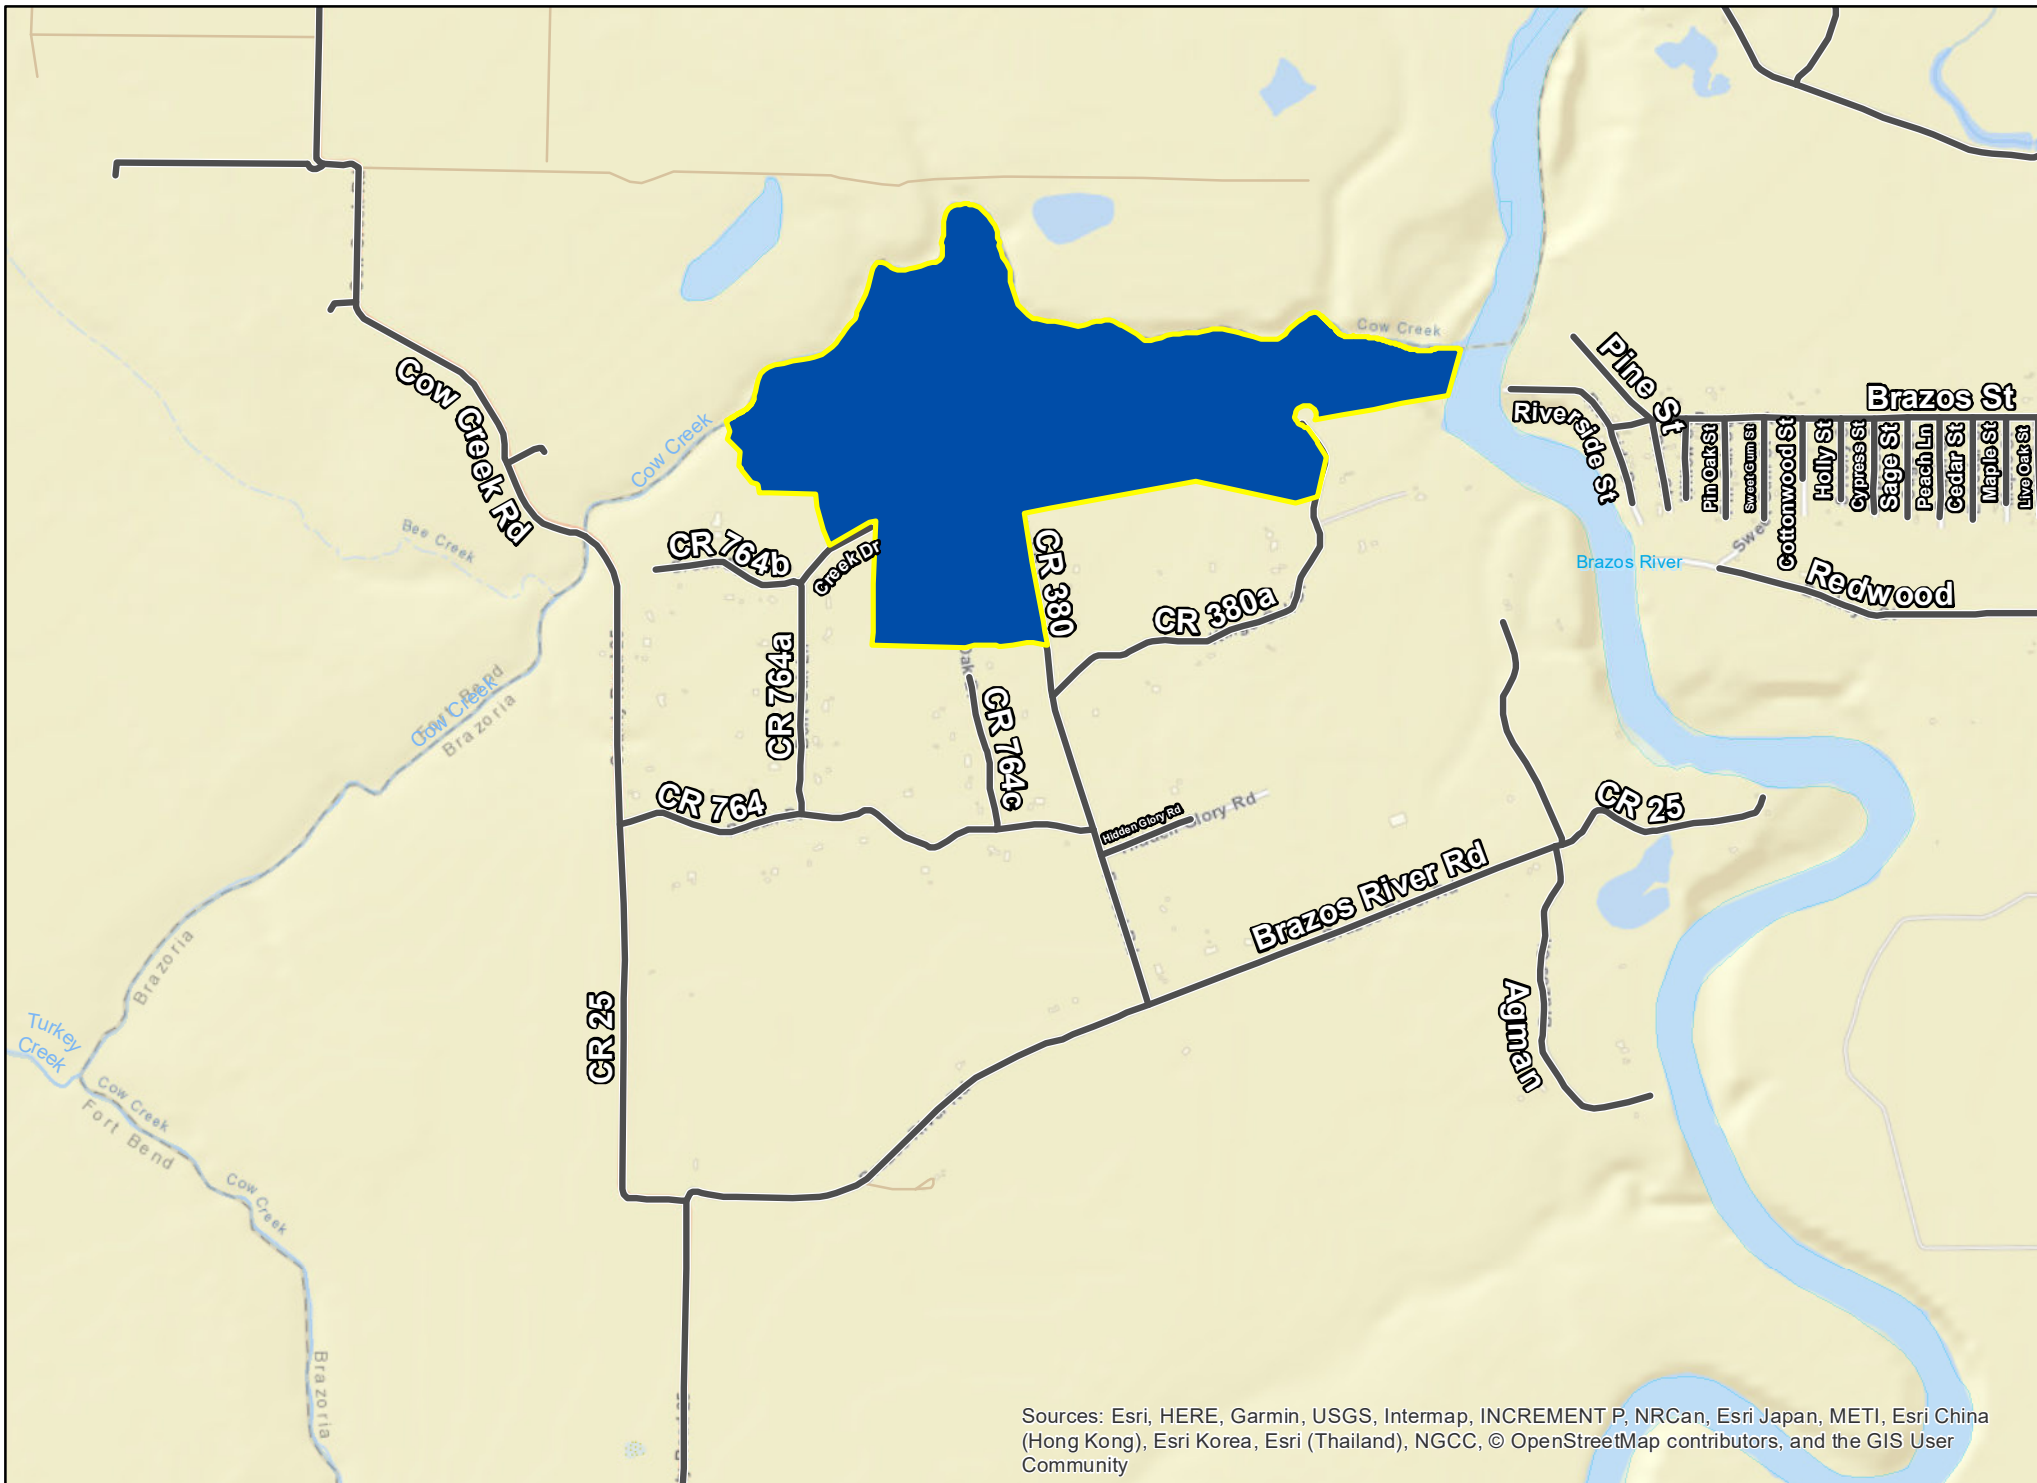 Cow Creek
Pine St
Brazos St
Riverside St
Cow Creek Rd
Cow Creek
Pin Oak St
Sweet Gum St
Cottonwood St
Holly St
Cypress St
Sage St
Peach Ln
Cedar St
Maple St
Live Oak St
Bee Creek
CR 764b
Creek Dr
CR 380
Brazos River
Redwood
CR 380a
CR 764a
Oak
Fort Bend
Cow Creek
Brazoria
CR 764c
CR 764
Hidden Glory Rd
Hidden Glory Rd
CR 25
Brazos River Rd
Brazoria
CR 25
Agman
Turkey
Creek
Cow Creek
Fort Bend
Cow Creek
Brazoria
Sources: Esri, HERE, Garmin, USGS, Intermap, INCREMENT P, NRCan, Esri Japan, METI, Esri China
(Hong Kong), Esri Korea, Esri (Thailand), NGCC, © OpenStreetMap contributors, and the GIS User
Community